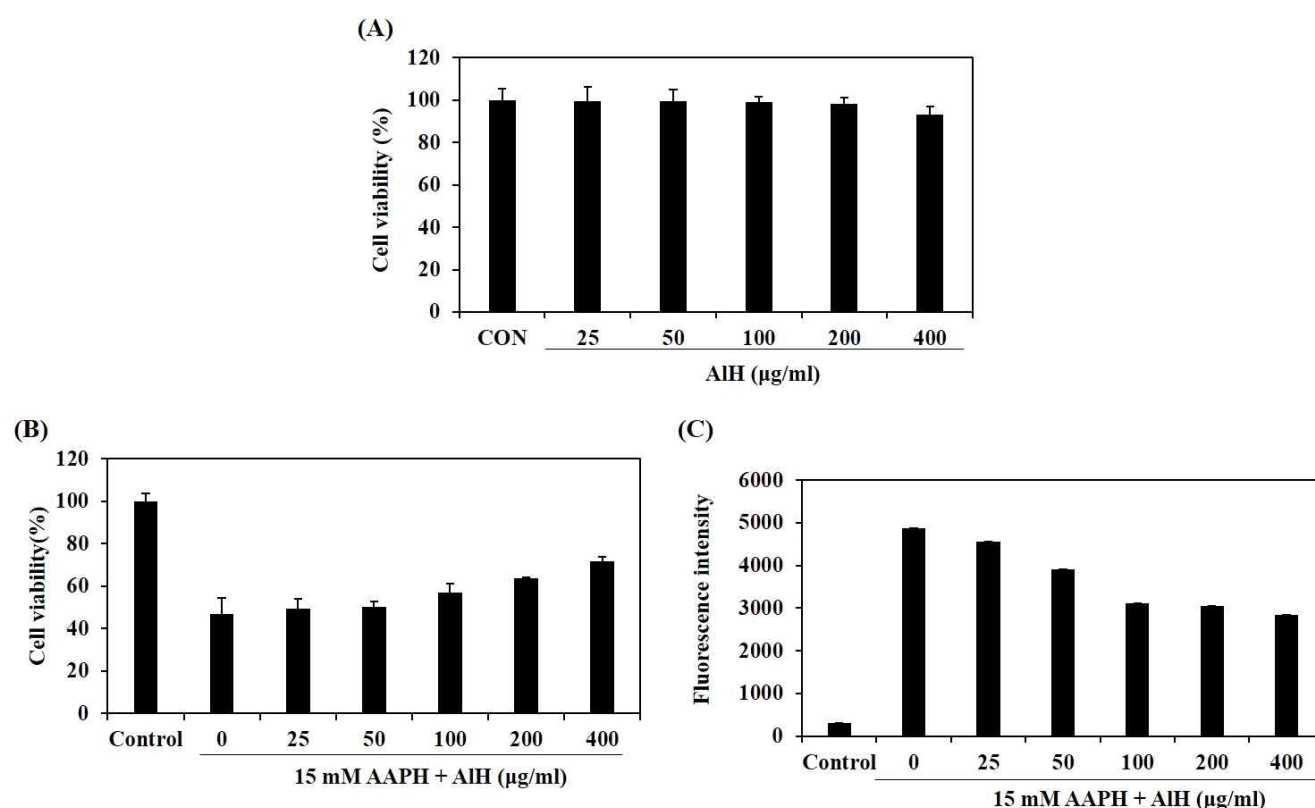 (A)
Cell viability (%)
120
100
80
60
40
20
0
CON 25 50 100 200 400
AlH (µg/ml)
(B)
Cell viability(%)
120
100
80
60
40
20
0
Control 0 25 50 100 200 400
15 mM AAPH + AlH (µg/ml)
(C)
Fluorescence intensity
6000
5000
4000
3000
2000
1000
0
Control 0 25 50 100 200 400
15 mM AAPH + AlH (µg/ml)